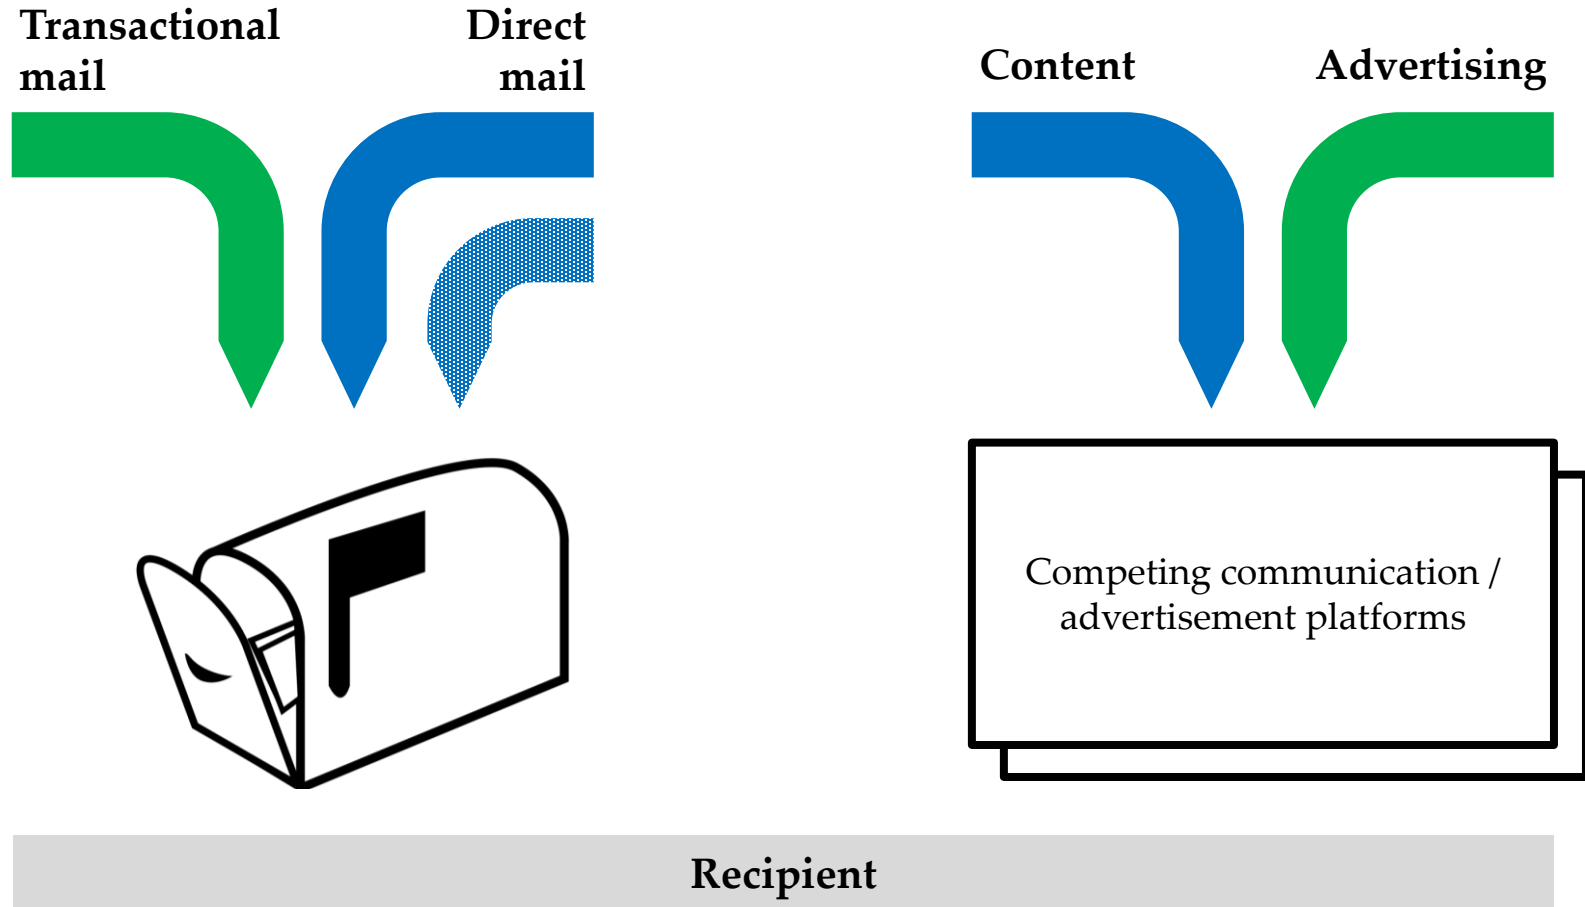 Transactional
mail
Direct
mail
Content
Advertising
Competing communication /
advertisement platforms
Recipient